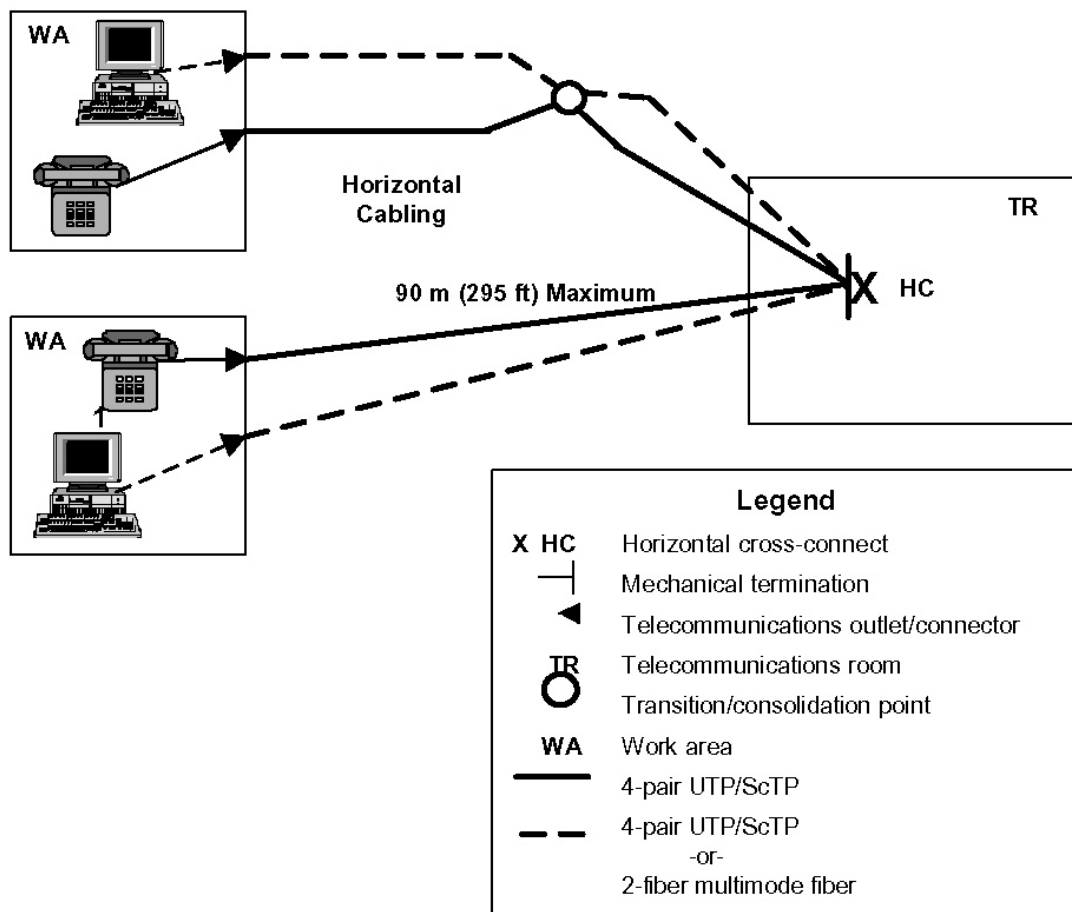 WA
Horizontal
Cabling
TR
90 m (295 ft) Maximum
X HC
WA
Legend
X HC Horizontal cross-connect
Mechanical termination
Telecommunications outlet/connector
TR Telecommunications room
Transition/consolidation point
WA Work area
4-pair UTP/ScTP
4-pair UTP/ScTP
-or-
2-fiber multimode fiber